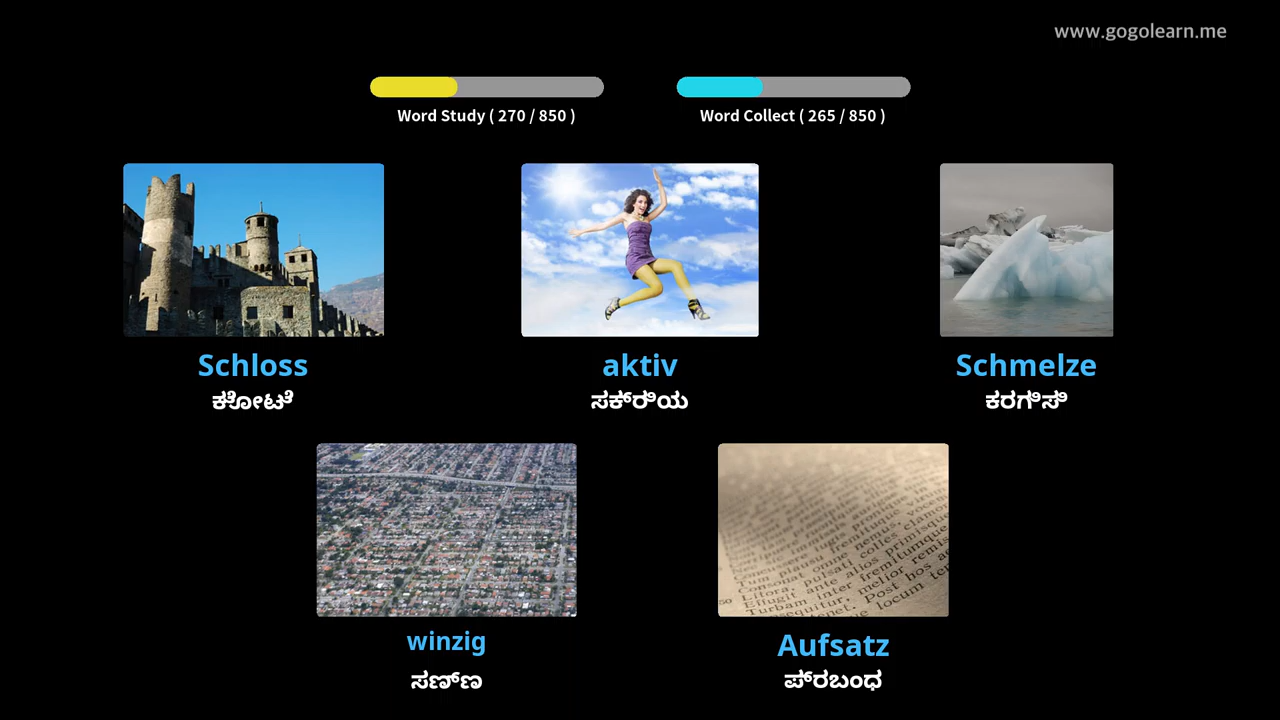 www.gogolearn.me
Word Study ( 270 / 850 )
Word Collect ( 265 / 850 )
Schloss
ಕೋಟೆ
aktiv
ಸಕ್ರಿಯ
Schmelze
ಕರಗಿಸಿ
winzig
ಸಣ್ಣ
Aufsatz
ಪ್ರಬಂಧ